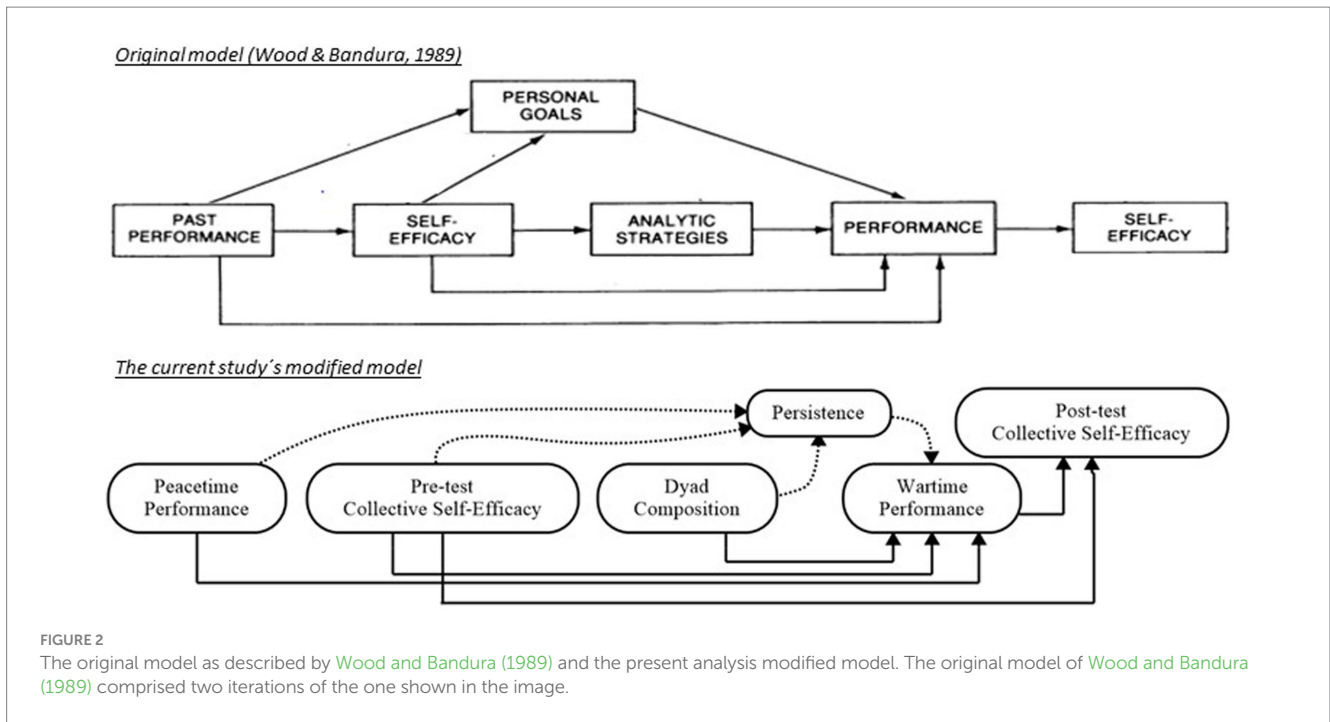 Original model (Wood & Bandura, 1989)
PERSONAL
GOALS
PAST
PERFORMANCE
SELF-
EFFICACY
ANALYTIC
STRATEGIES
PERFORMANCE
SELF-
EFFICACY
The current study´s modified model
Persistence
Post-test
Collective Self-Efficacy
Peacetime
Performance
Pre-test
Collective Self-Efficacy
Dyad
Composition
Wartime
Performance
FIGURE 2
The original model as described by Wood and Bandura (1989) and the present analysis modified model. The original model of Wood and Bandura
(1989) comprised two iterations of the one shown in the image.